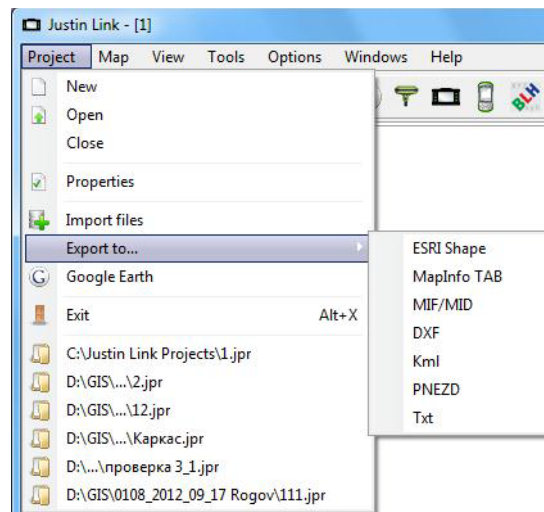 Justin Link - [1]
Project Map View Tools Options Windows Help
New
Open
Close
Properties
Import files
Export to...
Google Earth
Exit Alt+X
C:\Justin Link Projects\1.jpr
D:\GIS\...\2.jpr
D:\GIS\...\12.jpr
D:\GIS\...\Каркас.jpr
D:\...\проверка 3_1.jpr
D:\GIS\0108_2012_09_17 Rogov\111.jpr
BLH
ESRI Shape
MapInfo TAB
MIF/MID
DXF
Kml
PNEZD
Txt